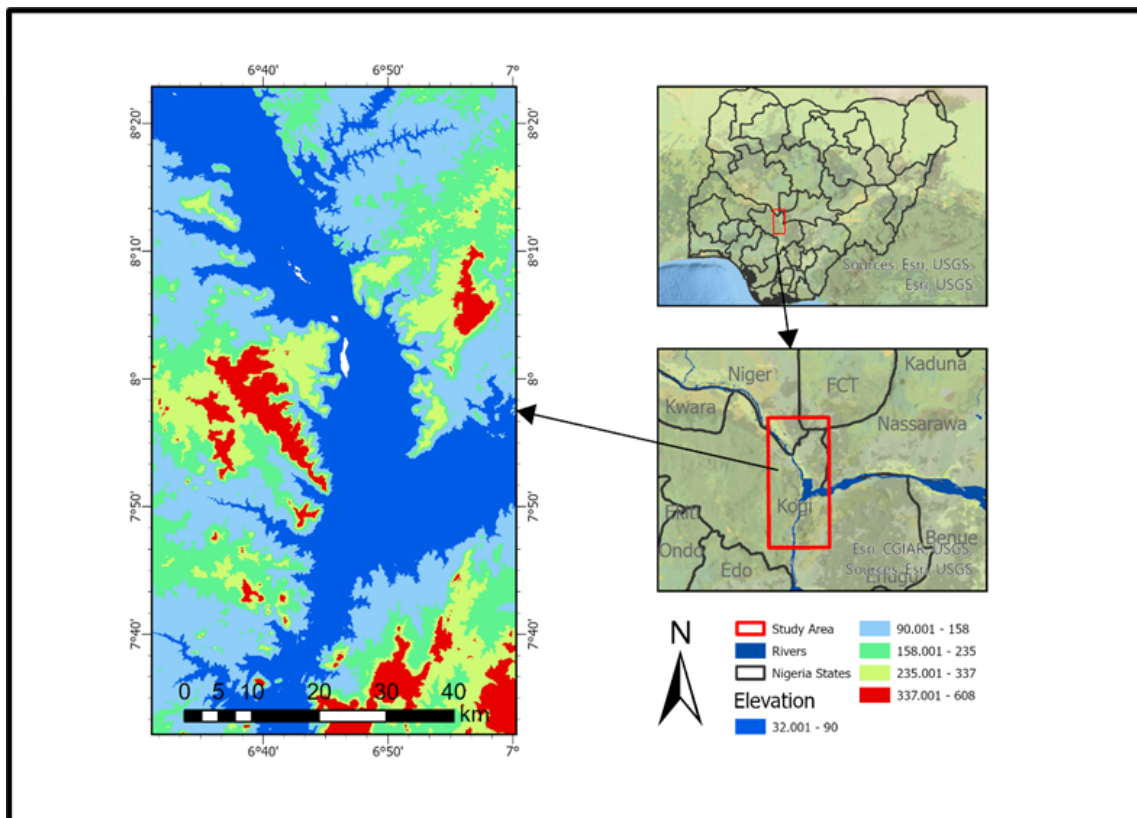 6°40' 6°50' 7°
8°20' 8°20'
8°10' 8°10'
8° 8°
7°50' 7°50'
7°40' 7°40'
0 5 10 20 30 40
km
6°40' 6°50' 7°
Sources: Esri, USGS
Esri, USGS
Kaduna
Niger FCT
Kwara
Nassarawa
Kogi
Ekiti
Ondo
Benue
Edo
Enugu
Esri, CGIAR, USGS,
Sources: Esri, USGS
N
Study Area
Rivers
Nigeria States
Elevation
32.001 - 90
90.001 - 158
158.001 - 235
235.001 - 337
337.001 - 608